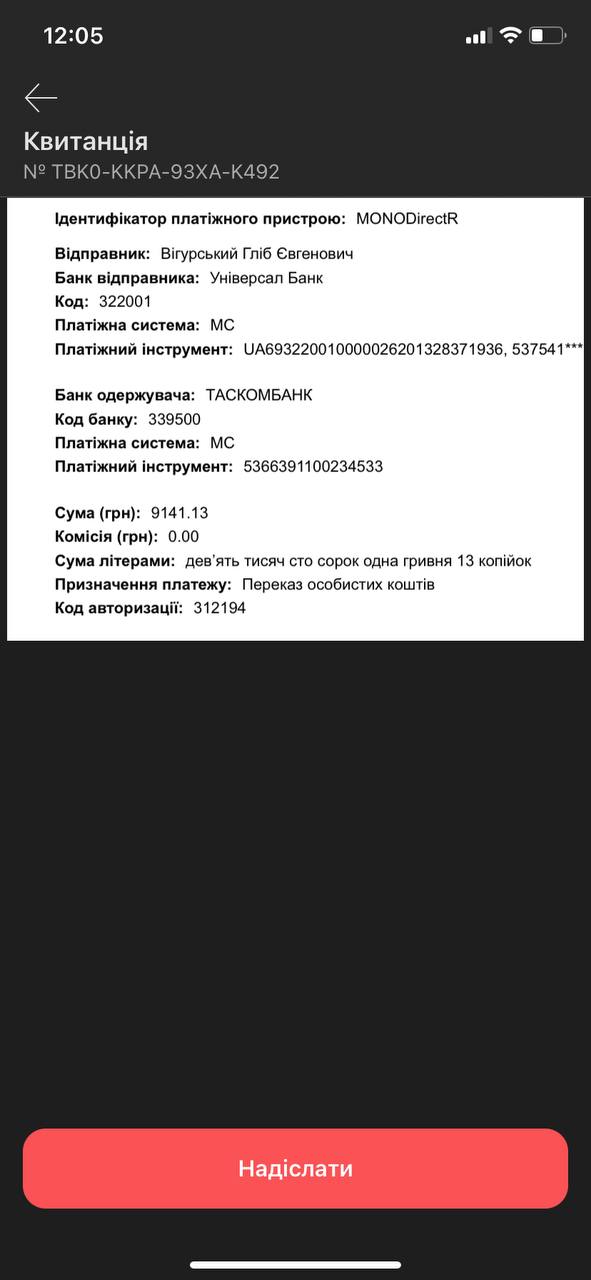 12:05
Квитанція
№ TBK0-KKPA-93XA-K492
Ідентифікатор платіжного пристрою: MONODirectR
Відправник: Вігурський Гліб Євгенович
Банк відправника: Універсал Банк
Код: 322001
Платіжна система: МС
Платіжний інструмент: UA693220010000026201328371936, 537541***
Банк одержувача: ТАСКОМБАНК
Код банку: 339500
Платіжна система: МС
Платіжний інструмент: 5366391100234533
Сума (грн): 9141.13
Комісія (грн): 0.00
Сума літерами: дев'ять тисяч сто сорок одна гривня 13 копійок
Призначення платежу: Переказ особистих коштів
Код авторизації: 312194
Надіслати